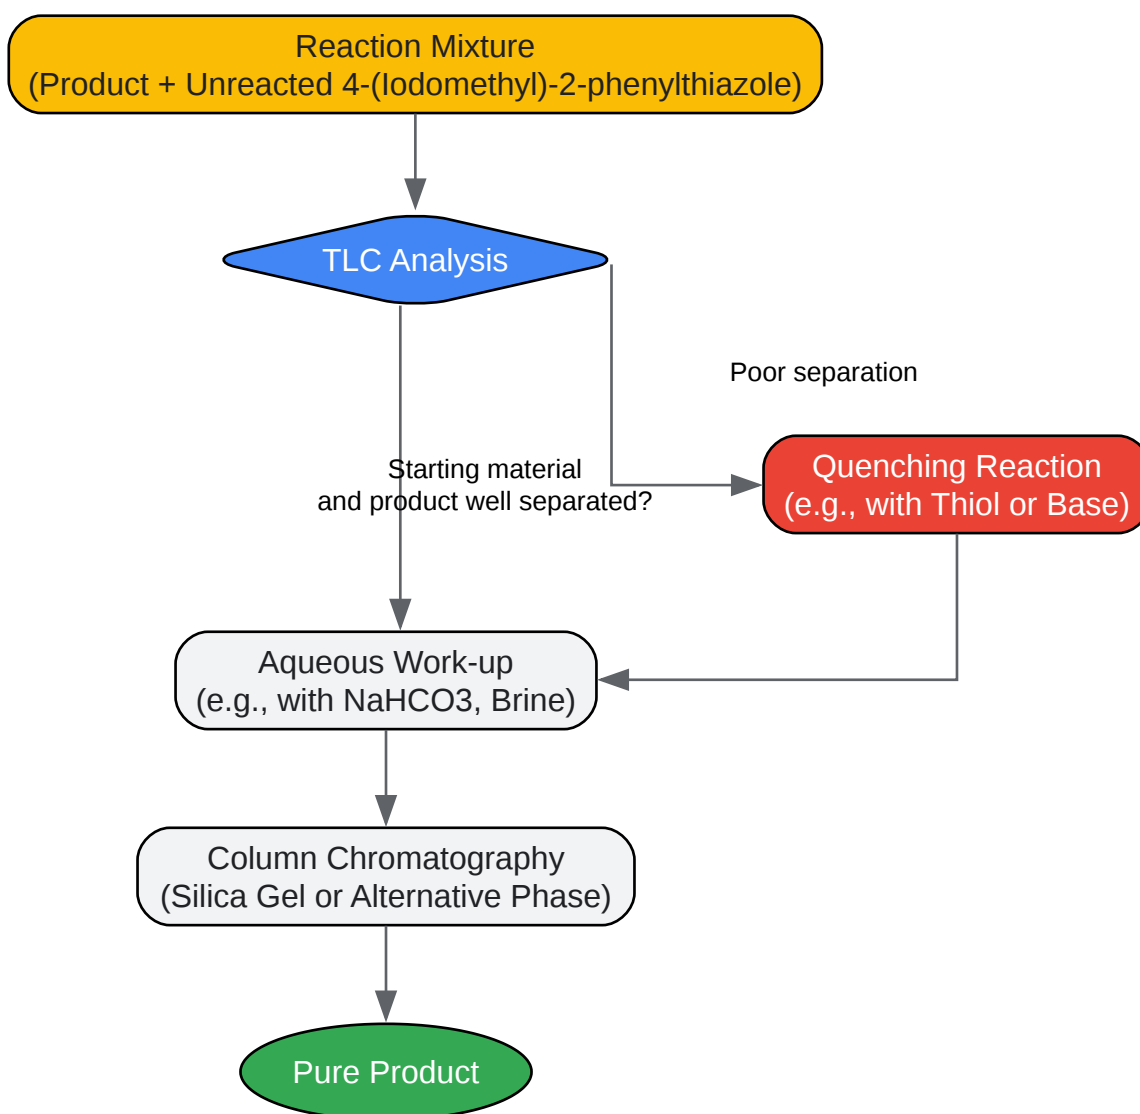 Reaction Mixture
(Product + Unreacted 4-(Iodomethyl)-2-phenylthiazole)
TLC Analysis
Poor separation
Starting material
and product well separated?
Quenching Reaction
(e.g., with Thiol or Base)
Aqueous Work-up
(e.g., with NaHCO3, Brine)
Column Chromatography
(Silica Gel or Alternative Phase)
Pure Product